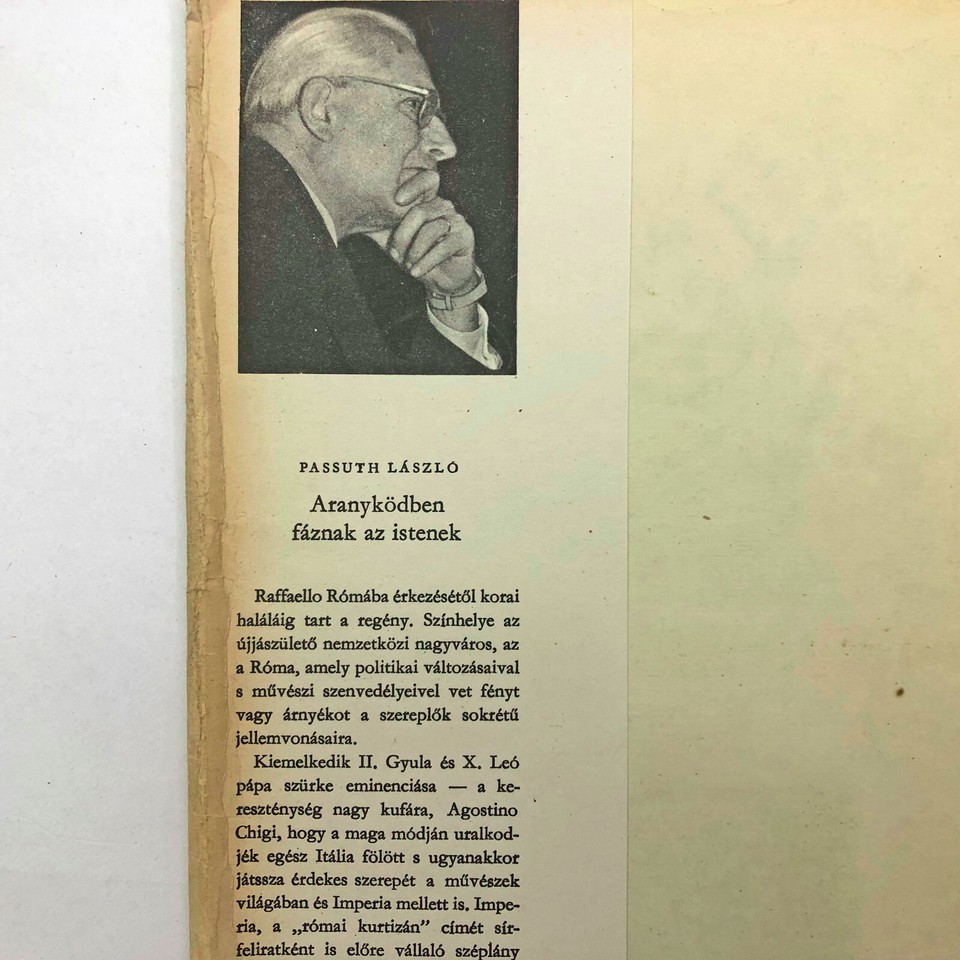 PASSUTH LÁSZLÓ
Aranyködben
fáznak az istenek
Raffaello Rómába érkezésétől korai
haláláig tart a regény. Színhelye az
újjászülető nemzetközi nagyváros, az
a Róma, amely politikai változásaival
s művészi szenvedélyeivel vet fényt
vagy árnyékot a szereplők sokrétű
jellemvonásaira.
Kiemelkedik II. Gyula és X. Leó
pápa szürke eminenciása — a ke-
reszténység nagy kufára, Agostino
Chigi, hogy a maga módján uralkod-
jék egész Itália fölött s ugyanakkor
játssza érdekes szerepét a művészek
világában és Imperia mellett is. Impe-
ria, a „római kurtizán” címét sír-
feliratként is előre vállaló széplány